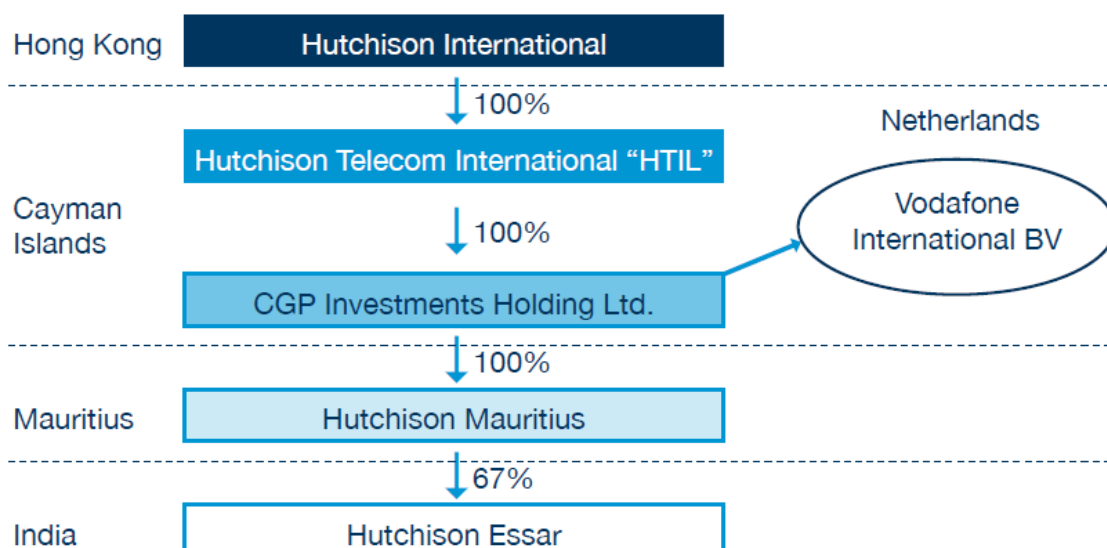 Hong Kong
Hutchison International
100%
Hutchison Telecom International “HTIL”
Netherlands
Cayman
Islands
100%
Vodafone
International BV
CGP Investments Holding Ltd.
100%
Mauritius
Hutchison Mauritius
67%
India
Hutchison Essar